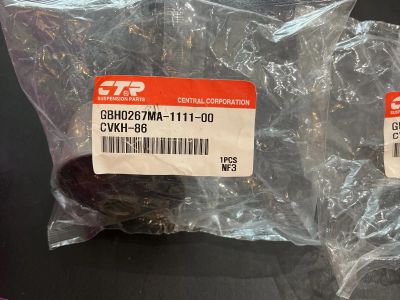 CTR
SUSPENSION PARTS
CENTRAL CORPORATION
GBH0267MA-1111-00
CVKH-86
1PCS
NF3